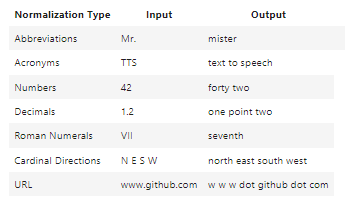 Normalization Type Input Output
Abbreviations Mr. mister
Acronyms TTS text to speech
Numbers 42 forty two
Decimals 1.2 one point two
Roman Numerals VII seventh
Cardinal Directions N E S W north east south west
URL www.github.com w w w dot github dot com